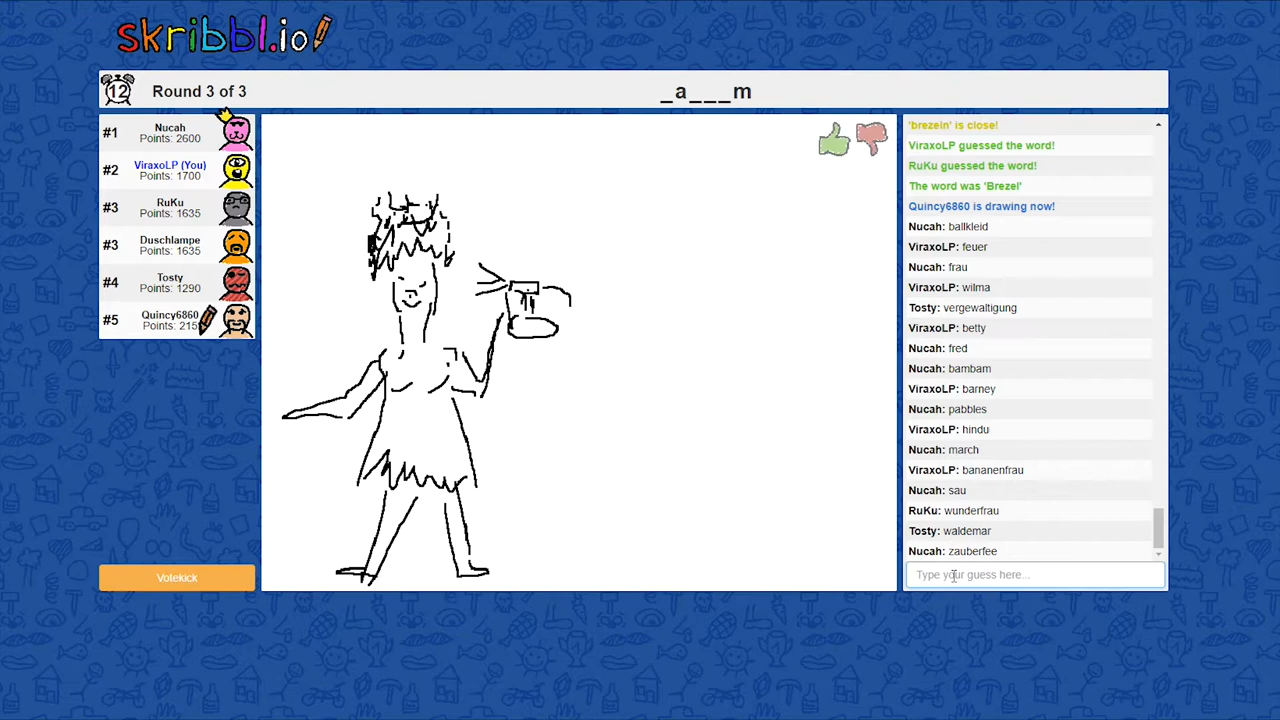 skribbl.io!
12
Round 3 of 3
_a___m
#1 Nucah
Points: 2600
#2 ViraxoLP (You)
Points: 1700
#3 RuKu
Points: 1635
#3 Duschlampe
Points: 1635
#4 Tosty
Points: 1290
#5 Quincy6860
Points: 215
Votekick
'brezeln' is close!
ViraxoLP guessed the word!
RuKu guessed the word!
The word was 'Brezel'
Quincy6860 is drawing now!
Nucah: ballkleid
ViraxoLP: feuer
Nucah: frau
ViraxoLP: wilma
Tosty: vergewaltigung
ViraxoLP: betty
Nucah: fred
Nucah: bambam
ViraxoLP: barney
Nucah: pabbles
ViraxoLP: hindu
Nucah: march
ViraxoLP: bananenfrau
Nucah: sau
RuKu: wunderfrau
Tosty: waldemar
Nucah: zauberfee
Type your guess here...